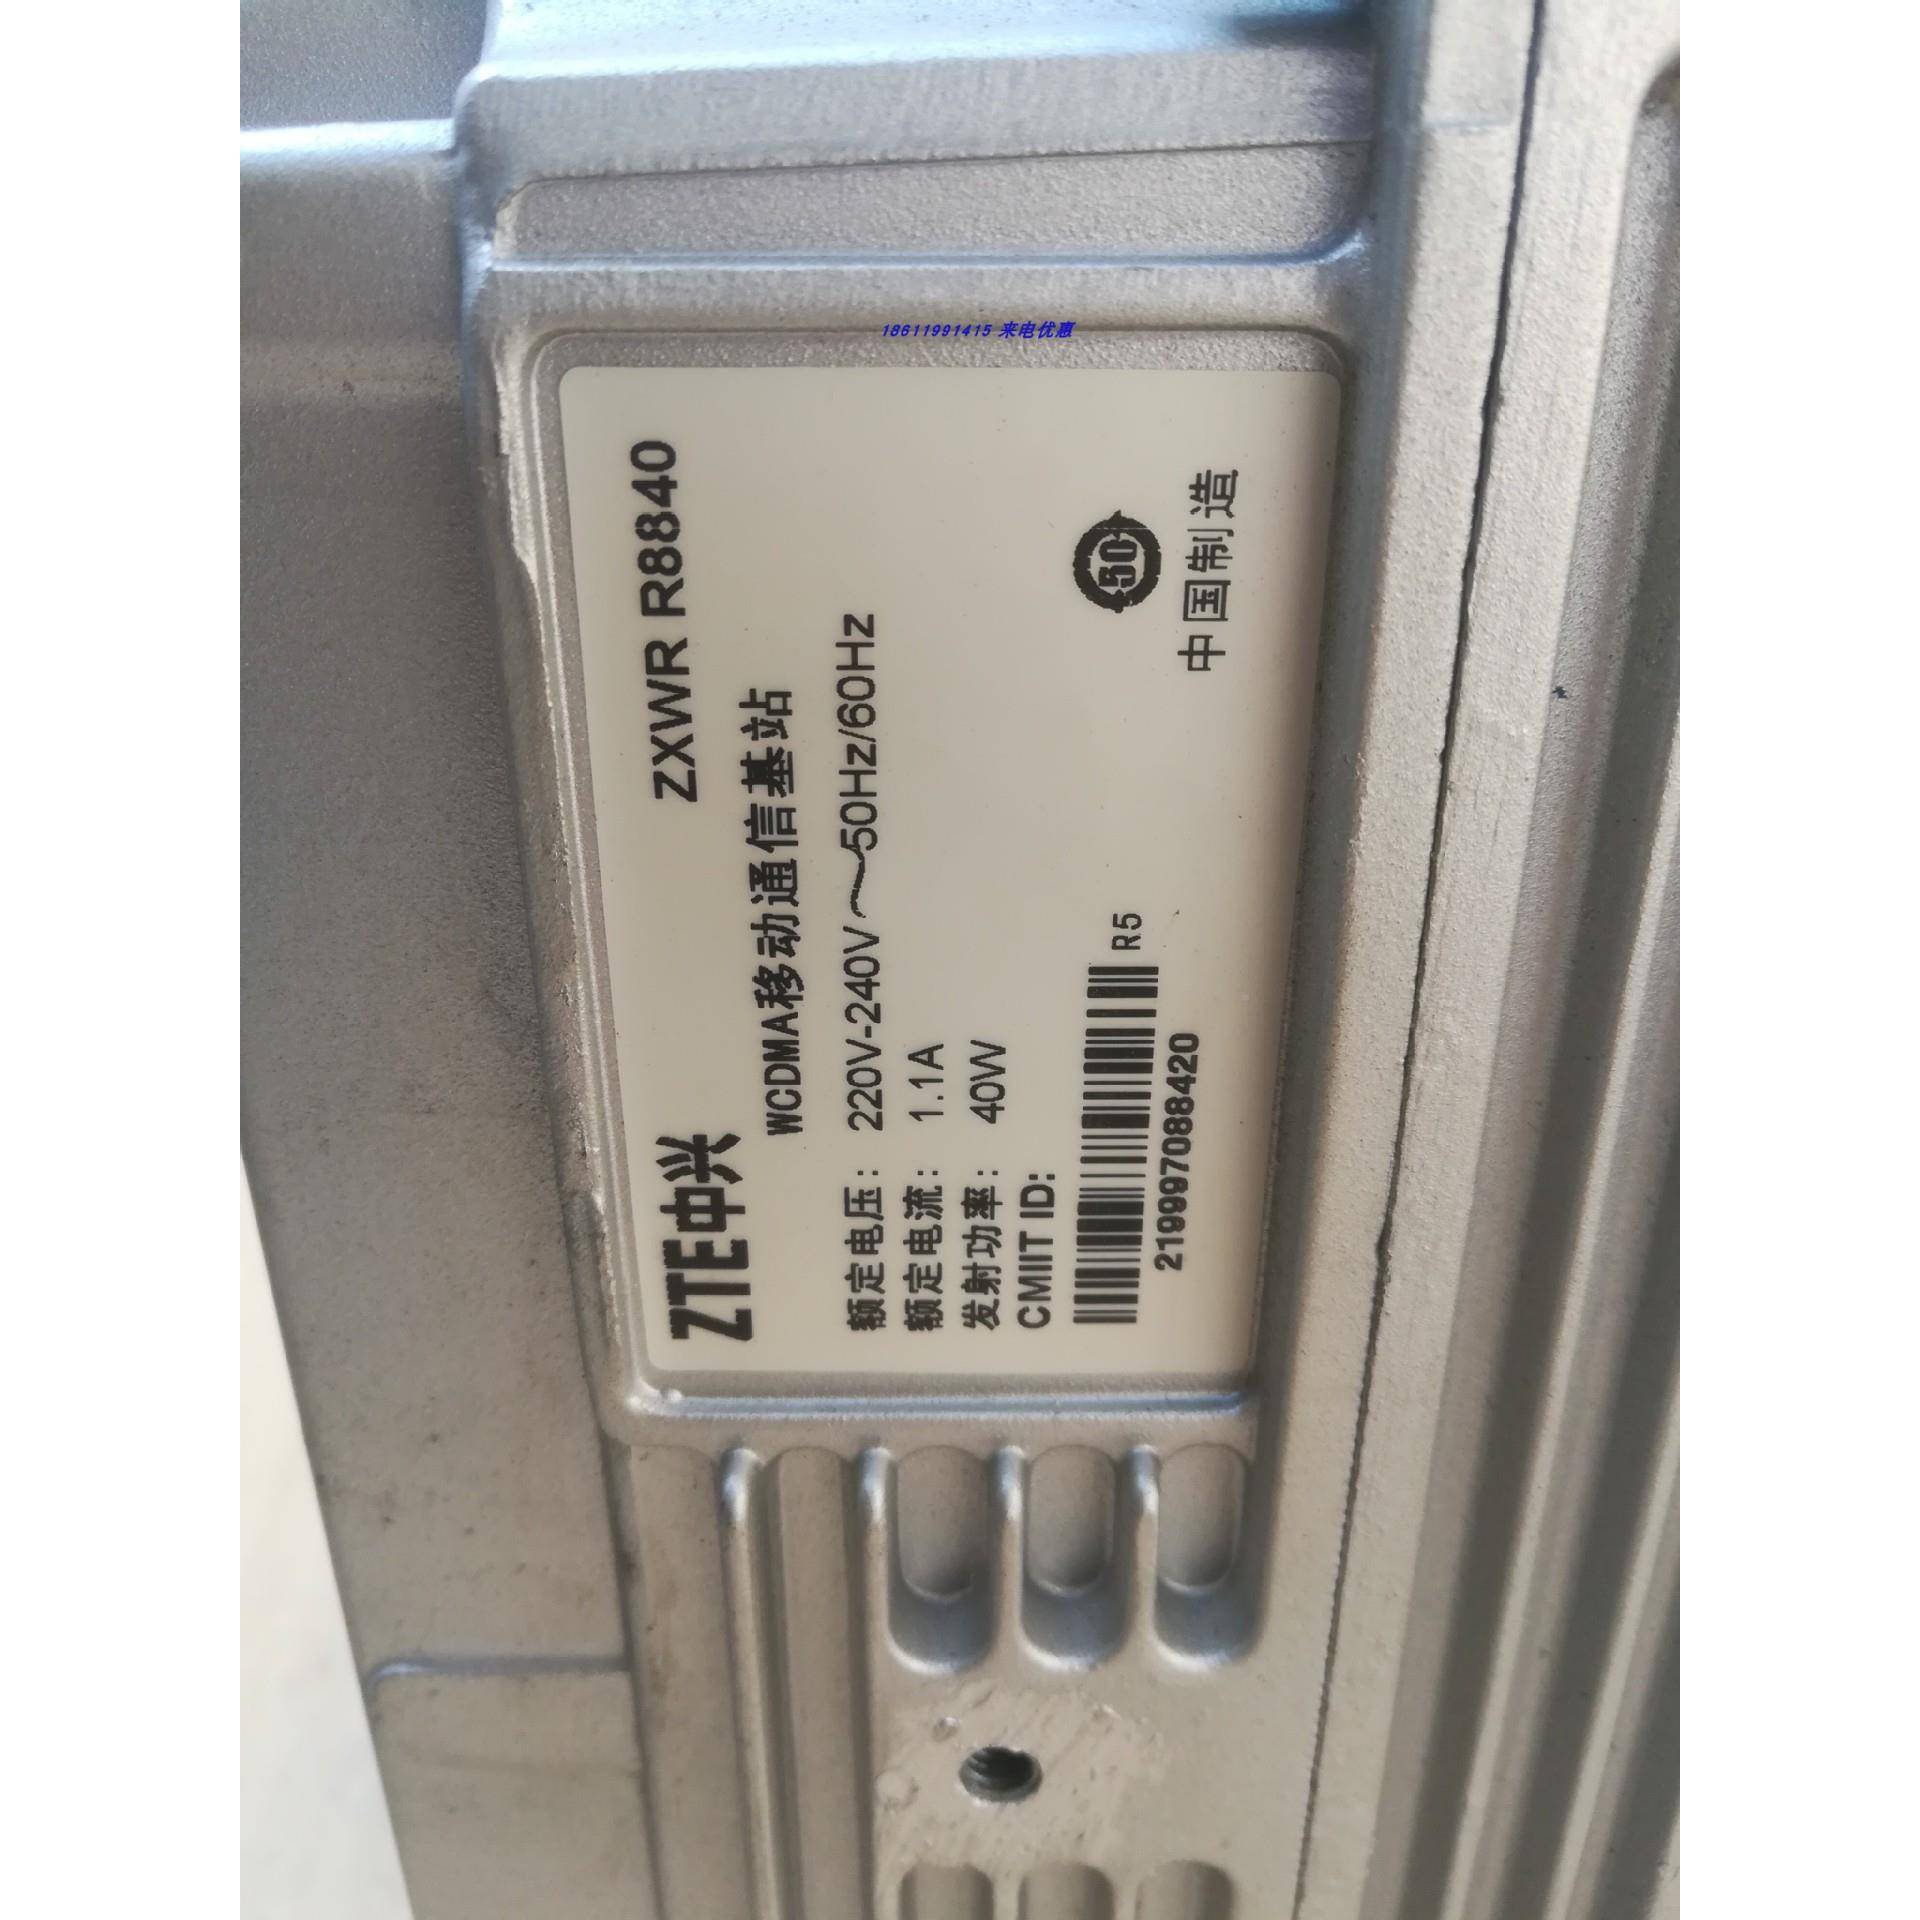 18611991415 来电优惠
ZTE中兴 ZXWR R8840
WCDMA移动通信基站
额定电压: 220V-240V～50Hz/60Hz
额定电流: 1.1A
发射功率: 40W
CMIIT ID:
R5
219997088420
50
中国制造